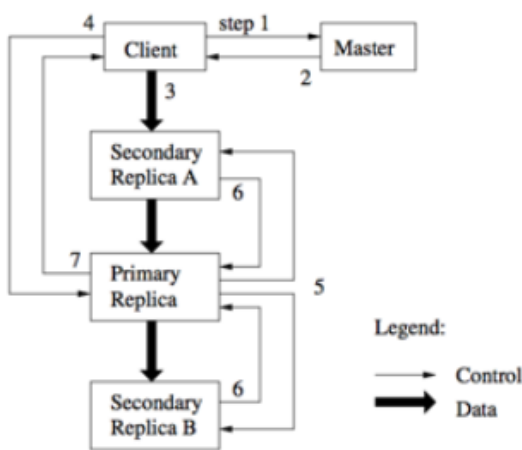 4
step 1
Client
Master
2
3
Secondary
Replica A
6
7
Primary
Replica
5
Legend:
6
Control
Secondary
Replica B
Data